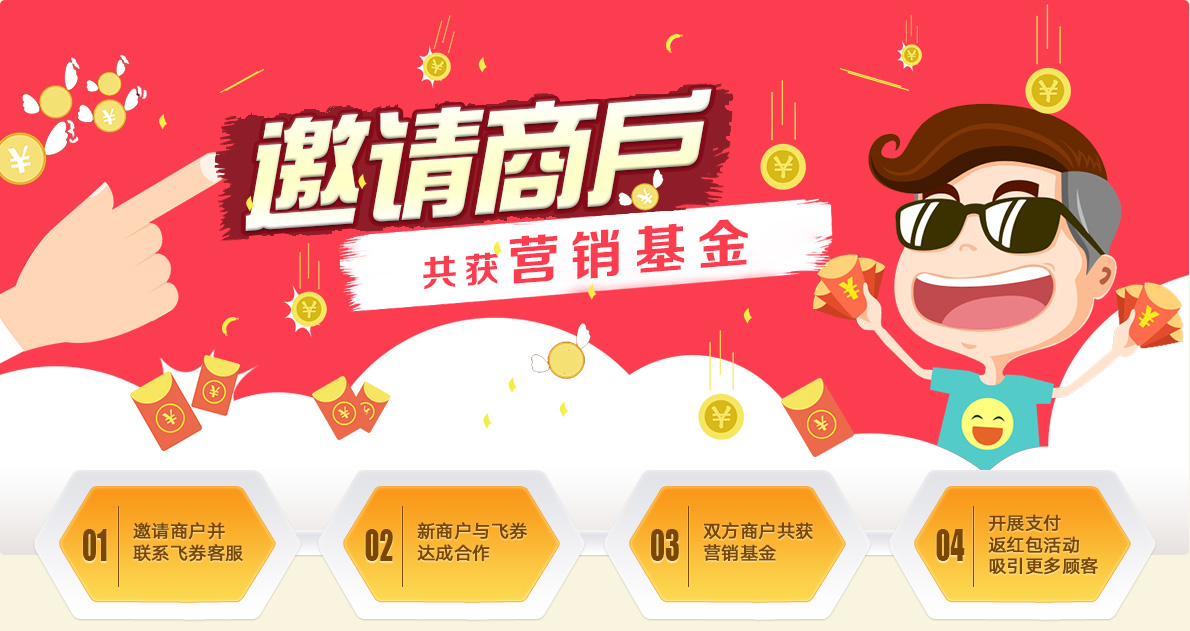 邀请商户
共获营销基金
01
邀请商户并
联系飞券客服
02
新商户与飞券
达成合作
03
双方商户共获
营销基金
04
开展支付
返红包活动
吸引更多顾客